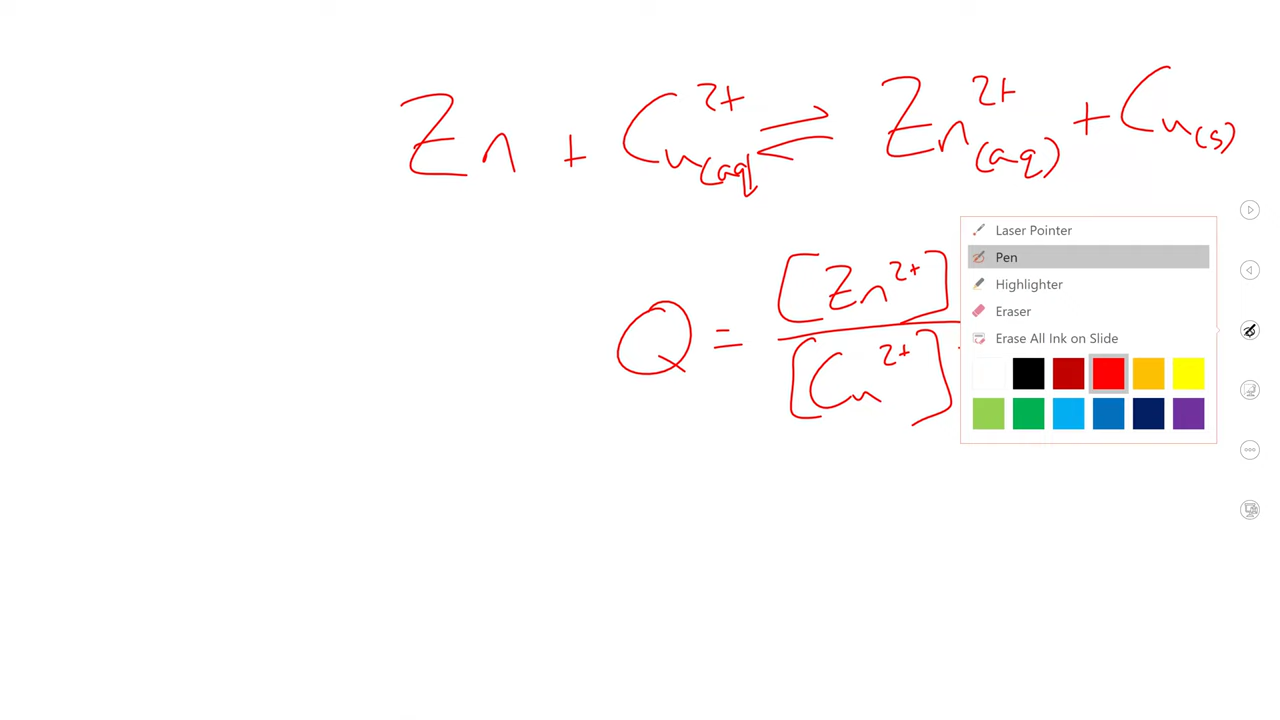 Zn + Cu²⁺(aq) ⇌ Zn²⁺(aq) + Cu(s)
Q = [Zn²⁺] / [Cu²⁺]
Laser Pointer
Pen
Highlighter
Eraser
Erase All Ink on Slide